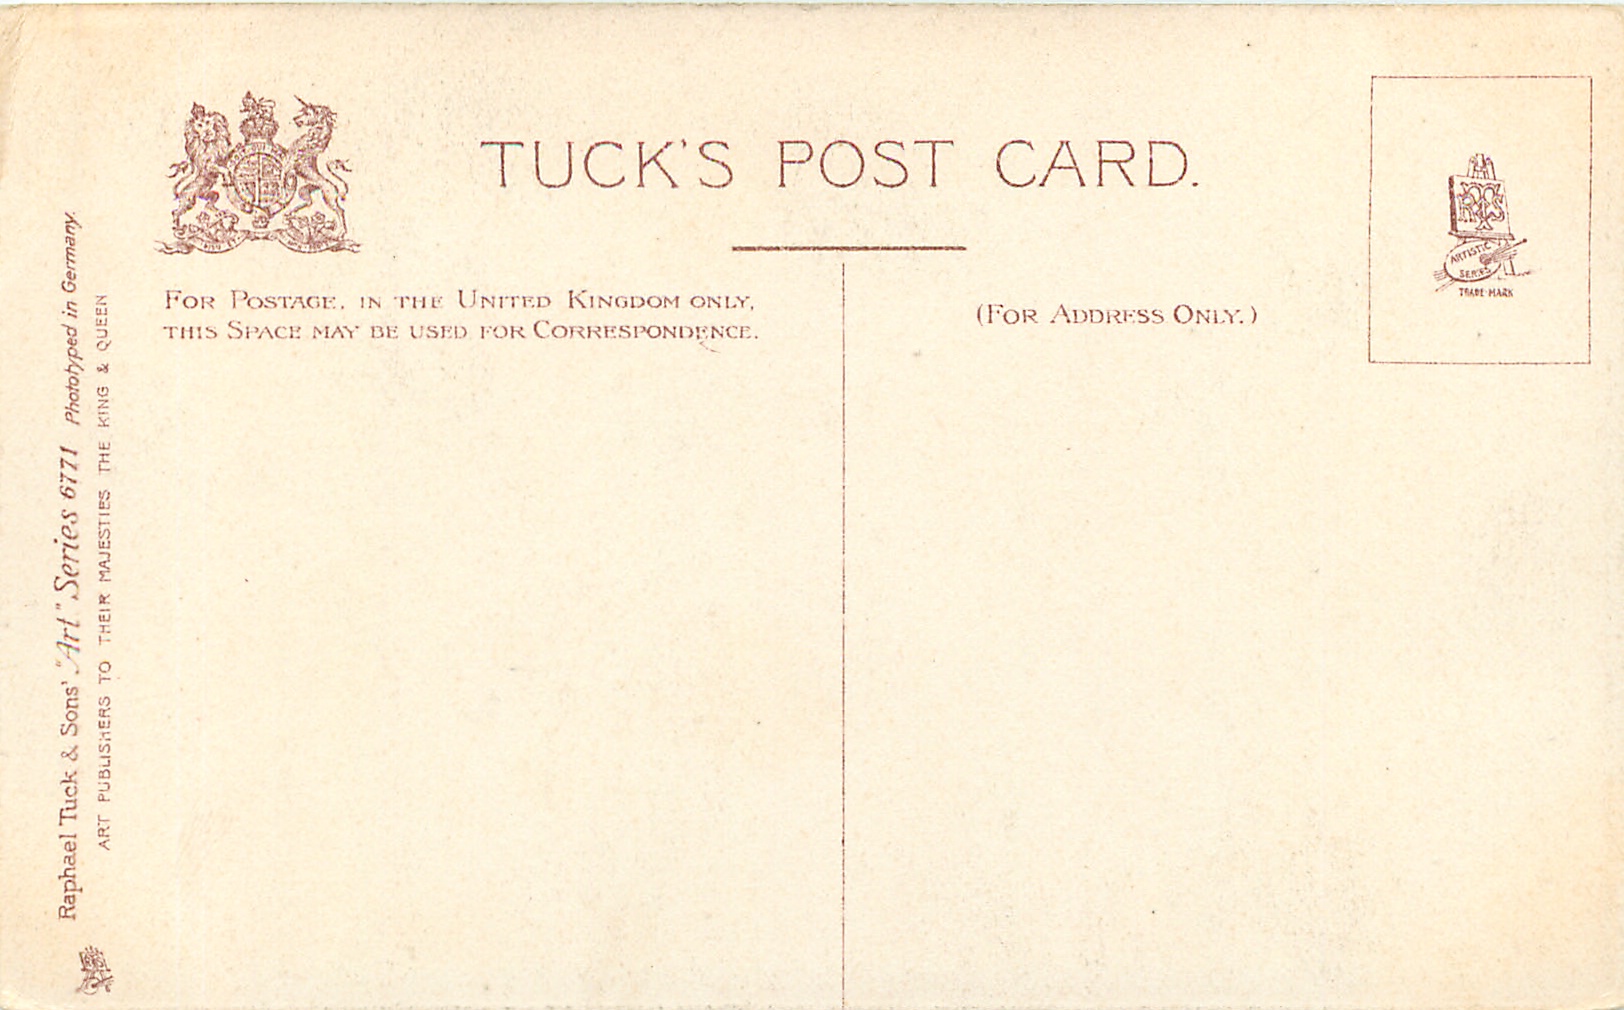 TUCK'S POST CARD.
FOR POSTAGE, IN THE UNITED KINGDOM ONLY,
THIS SPACE MAY BE USED FOR CORRESPONDENCE.
(FOR ADDRESS ONLY.)
RTS
ARTISTIC
SERIES
TRADE MARK
Raphael Tuck & Sons' "Art" Series 6771 Phototyped in Germany.
ART PUBLISHERS TO THEIR MAJESTIES THE KING & QUEEN